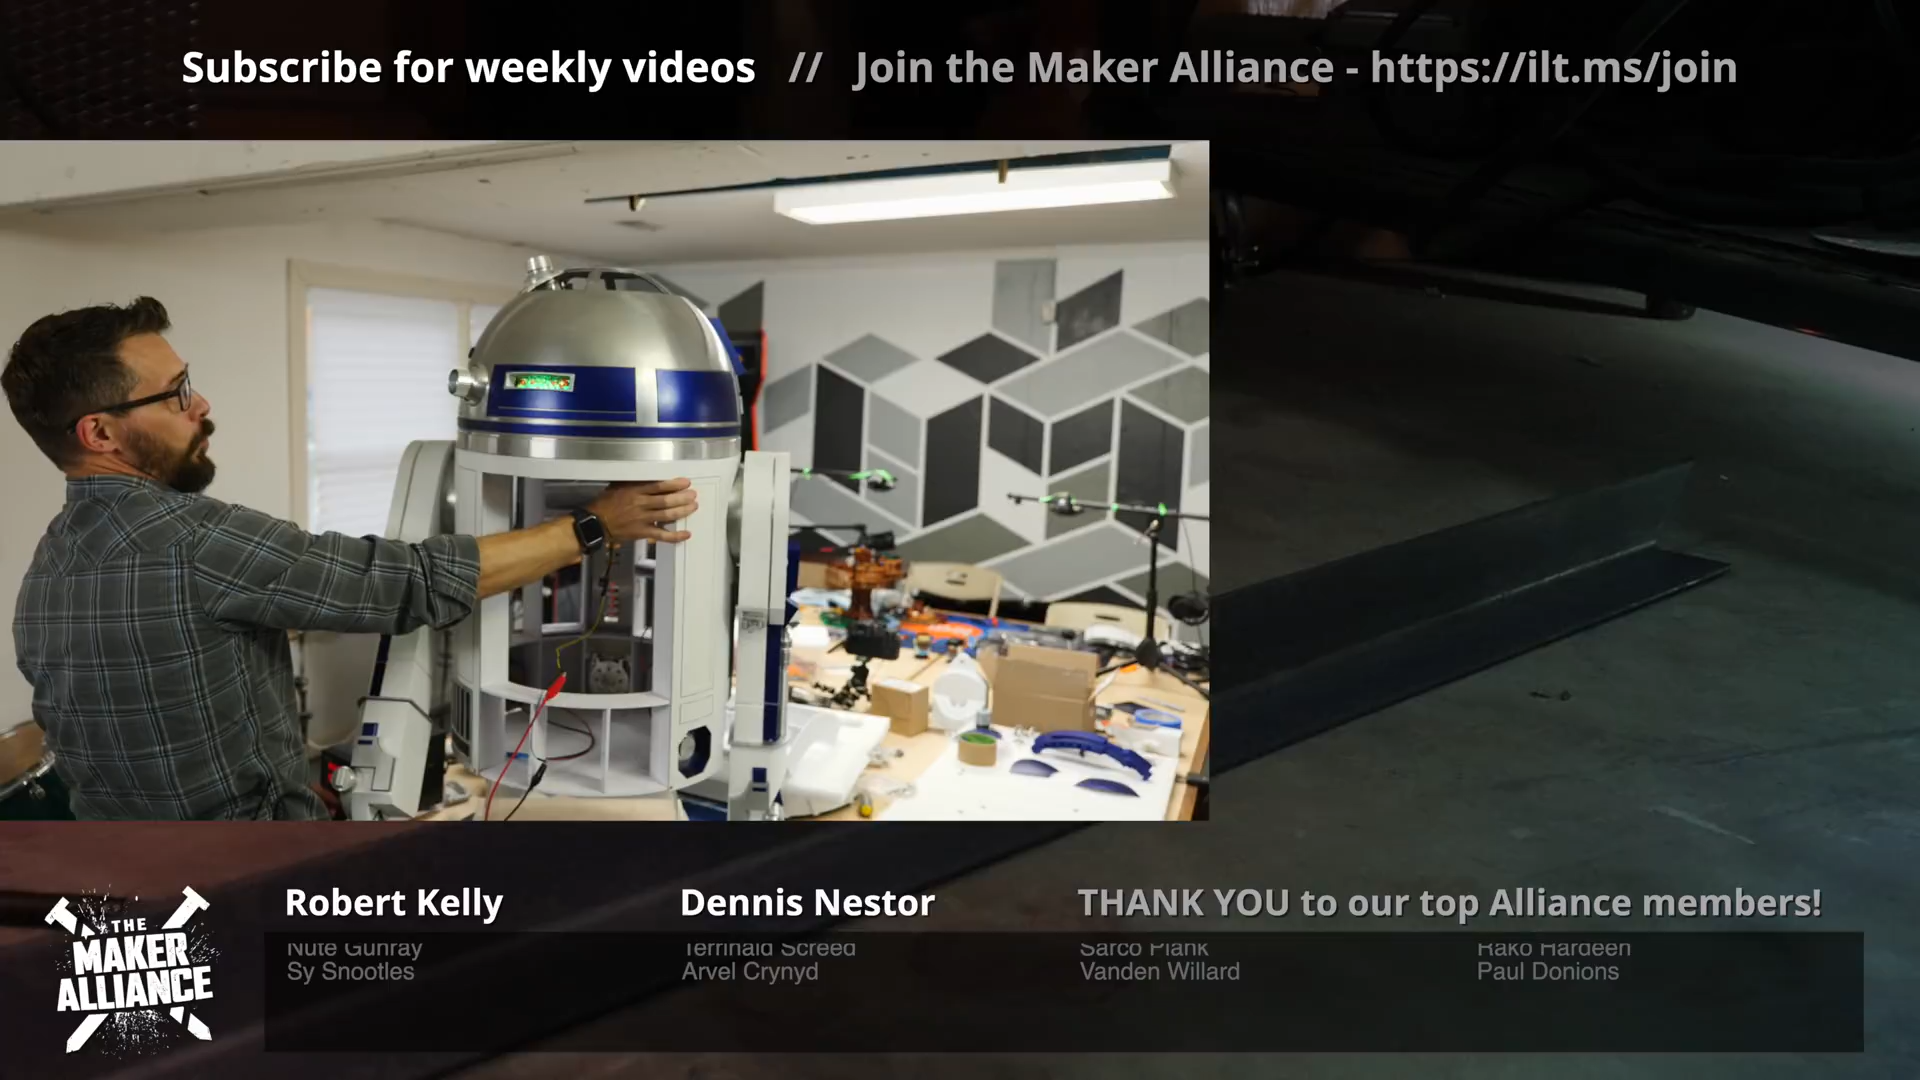 Subscribe for weekly videos // Join the Maker Alliance - https://ilt.ms/join
THE
MAKER
ALLIANCE
Robert Kelly Dennis Nestor THANK YOU to our top Alliance members!
Nute Gunray Terrinald Screed Sarco Plank Rako Hardeen
Sy Snootles Arvel Crynyd Vanden Willard Paul Donions